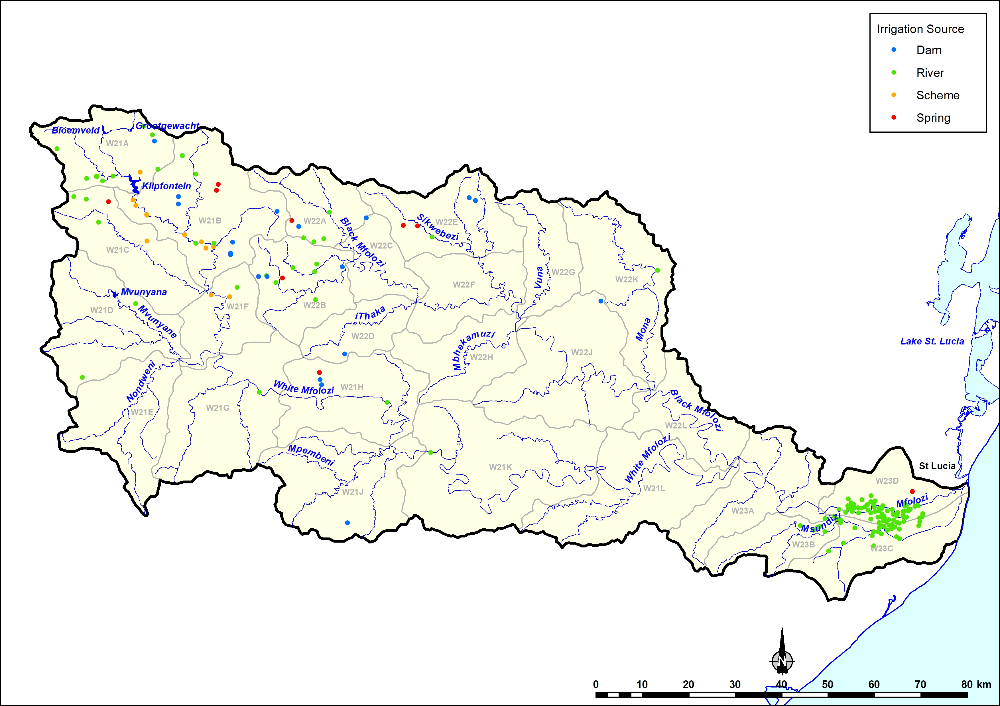 Irrigation Source
Dam
River
Scheme
Spring
Bloemveld
Grootgewacht
W21A
Klipfontein
W21B
W22A
Black Mfolozi
Sikwebezi
W22E
W21C
W22C
Vuna
W22G
W22K
W22F
Mvunyana
W21D
Mvunyane
W21F
W22B
iThaka
W22D
Mona
Lake St. Lucia
Mbhekamuzi
W22H
W22J
Nondweni
White Mfolozi
W21H
W21G
W21E
Black Mfolozi
W22L
White Mfolozi
Mpembeni
W21K
St Lucia
W23D
W21L
W21J
Mfolozi
W23A
Msundizi
W23B
W23C
N
0 10 20 30 40 50 60 70 80 km